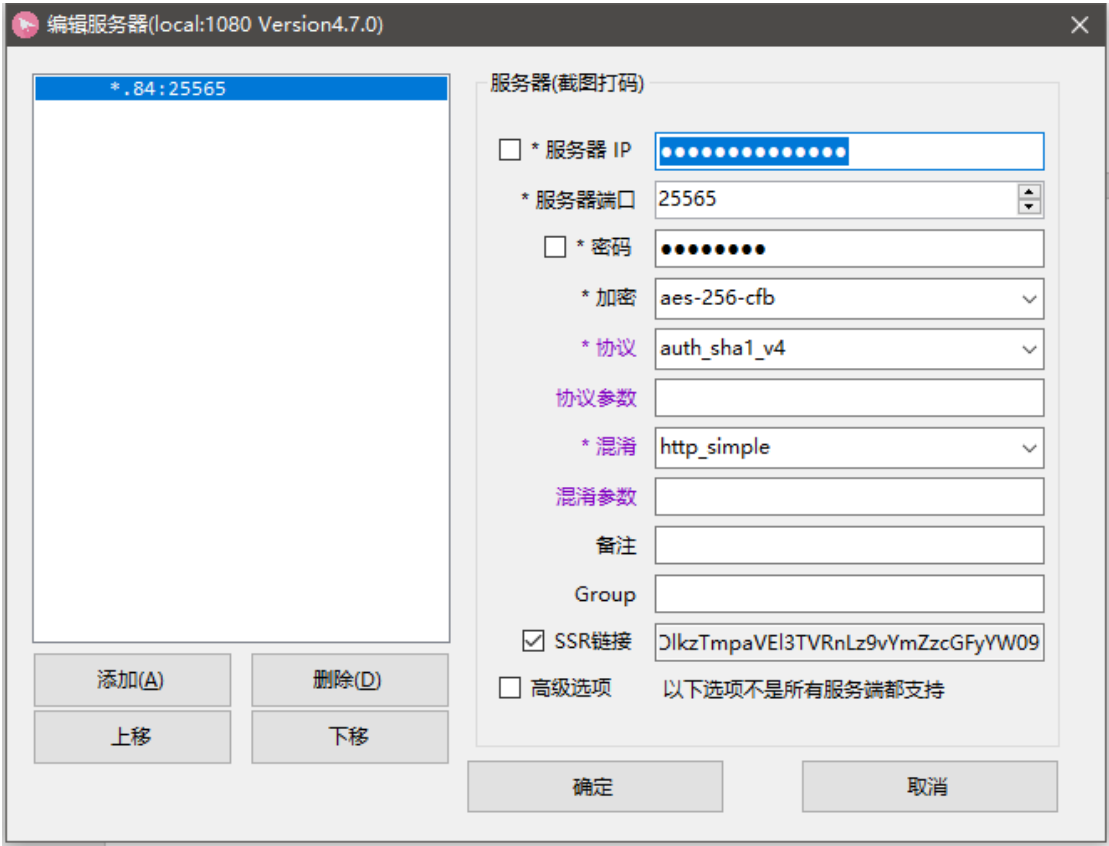 编辑服务器(local:1080 Version4.7.0)
*.84:25565
服务器(截图打码)
* 服务器 IP ●●●●●●●●●●●●●●
* 服务器端口 25565
* 密码 ●●●●●●●●
* 加密 aes-256-cfb
* 协议 auth_sha1_v4
协议参数
* 混淆 http_simple
混淆参数
备注
Group
SSR链接 OlkzTmpaVEl3TVRnLz9vYmZzcGFyYW09
高级选项 以下选项不是所有服务端都支持
添加(A) 删除(D)
上移 下移
确定 取消